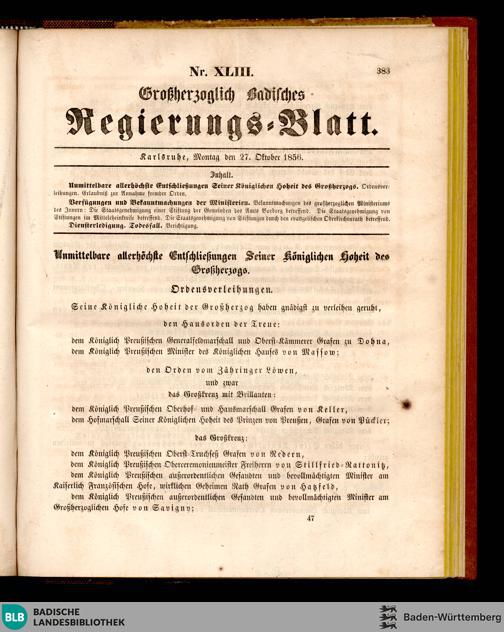 Nr. XLIII. 383
Großherzoglich Badisches
Regierungs-Blatt.
Karlsruhe, Montag den 27. Oktober 1856.
Inhalt.
Unmittelbare allerhöchste Entschließungen Seiner Königlichen Hoheit des Großherzogs. Ordensver-
leihungen. Erlaubniß zur Annahme fremder Orden.
Verfügungen und Bekanntmachungen der Ministerien. Bekanntmachungen des großherzoglichen Ministeriums
des Innern: Die Staatsgenehmigung einer Stiftung der Gemeinden des Amts Boxberg betreffend. Die Staatsgenehmigung von
Stiftungen im Mittelrheinkreise betreffend. Die Staatsgenehmigung von Stiftungen durch den evangelischen Oberkirchenrath betreffend.
Diensterledigung. Todesfall. Berichtigung.
Unmittelbare allerhöchste Entschließungen Seiner Königlichen Hoheit des
Großherzogs.
Ordensverleihungen.
Seine Königliche Hoheit der Großherzog haben gnädigst zu verleihen geruht,
den Hausorden der Treue:
dem Königlich Preußischen Generalfeldmarschall und Oberst-Kämmerer Grafen zu Dohna,
dem Königlich Preußischen Minister des Königlichen Hauses von Massow;
den Orden vom Zähringer Löwen,
und zwar
das Großkreuz mit Brillanten:
dem Königlich Preußischen Oberhof- und Hausmarschall Grafen von Keller,
dem Hofmarschall Seiner Königlichen Hoheit des Prinzen von Preußen, Grafen von Pückler;
das Großkreuz:
dem Königlich Preußischen Oberst-Truchseß Grafen von Redern,
dem Königlich Preußischen Obercerenonienmeister Freiherrn von Stillfried-Rattonitz,
dem Königlich Preußischen außerordentlichen Gesandten und bevollmächtigten Minister am
Kaiserlich Französischen Hofe, wirklichen Geheimen Rath Grafen von Hatzfeld,
dem Königlich Preußischen außerordentlichen Gesandten und bevollmächtigten Minister am
Großherzoglichen Hofe von Savigny;
47
BLB BADISCHE
LANDESBIBLIOTHEK
Baden-Württemberg